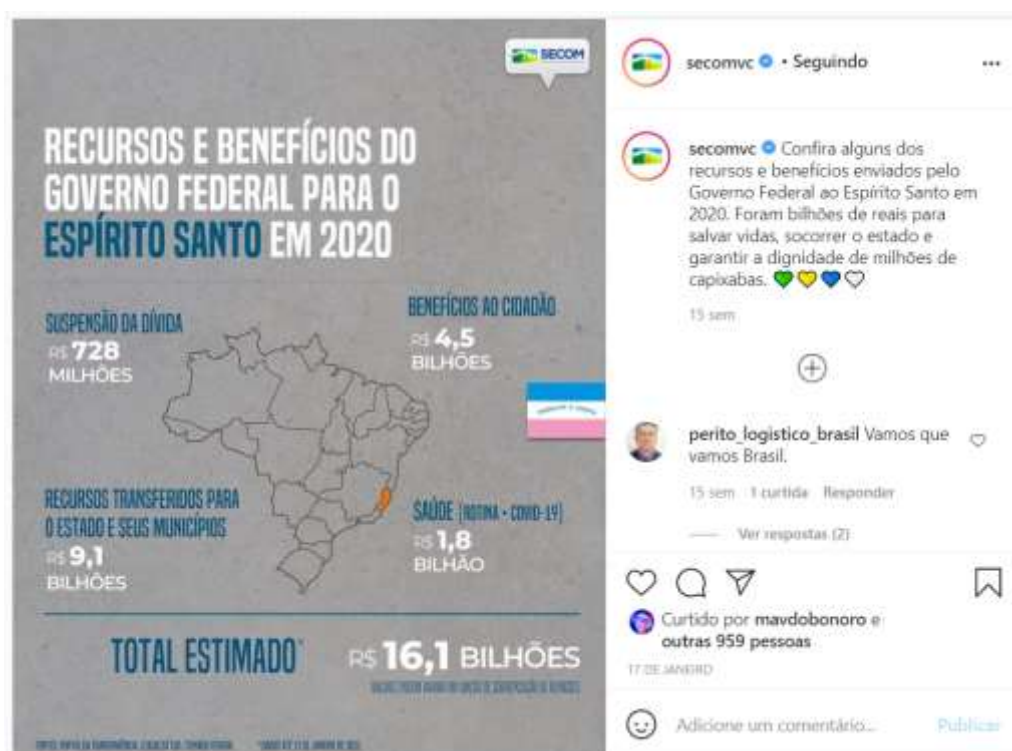 SECOM
RECURSOS E BENEFÍCIOS DO
GOVERNO FEDERAL PARA O
ESPÍRITO SANTO EM 2020
SUSPENSÃO DA DÍVIDA
R$ 728
MILHÕES
BENEFÍCIOS AO CIDADÃO
R$ 4,5
BILHÕES
RECURSOS TRANSFERIDOS PARA
O ESTADO E SEUS MUNICÍPIOS
R$ 9,1
BILHÕES
SAÚDE (ROTINA + COVID-19)
R$ 1,8
BILHÃO
TOTAL ESTIMADO*
R$ 16,1 BILHÕES
secomvc • Seguindo
secomvc Confira alguns dos
recursos e benefícios enviados pelo
Governo Federal ao Espírito Santo em
2020. Foram bilhões de reais para
salvar vidas, socorrer o estado e
garantir a dignidade de milhões de
capixabas.
15 sem
perito_logistico_brasil Vamos que
vamos Brasil.
15 sem 1 curtida Responder
Ver respostas (2)
Curtido por mavdobonoro e
outras 959 pessoas
17 DE JANEIRO
Adicione um comentário... Publicar